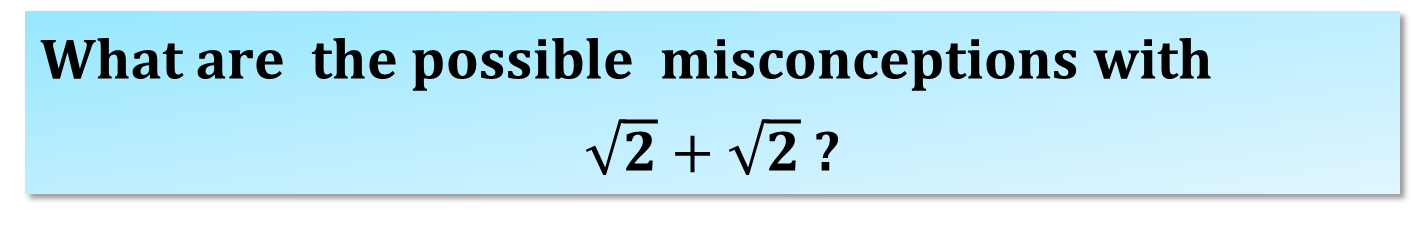 What are the possible misconceptions with
√2 + √2 ?